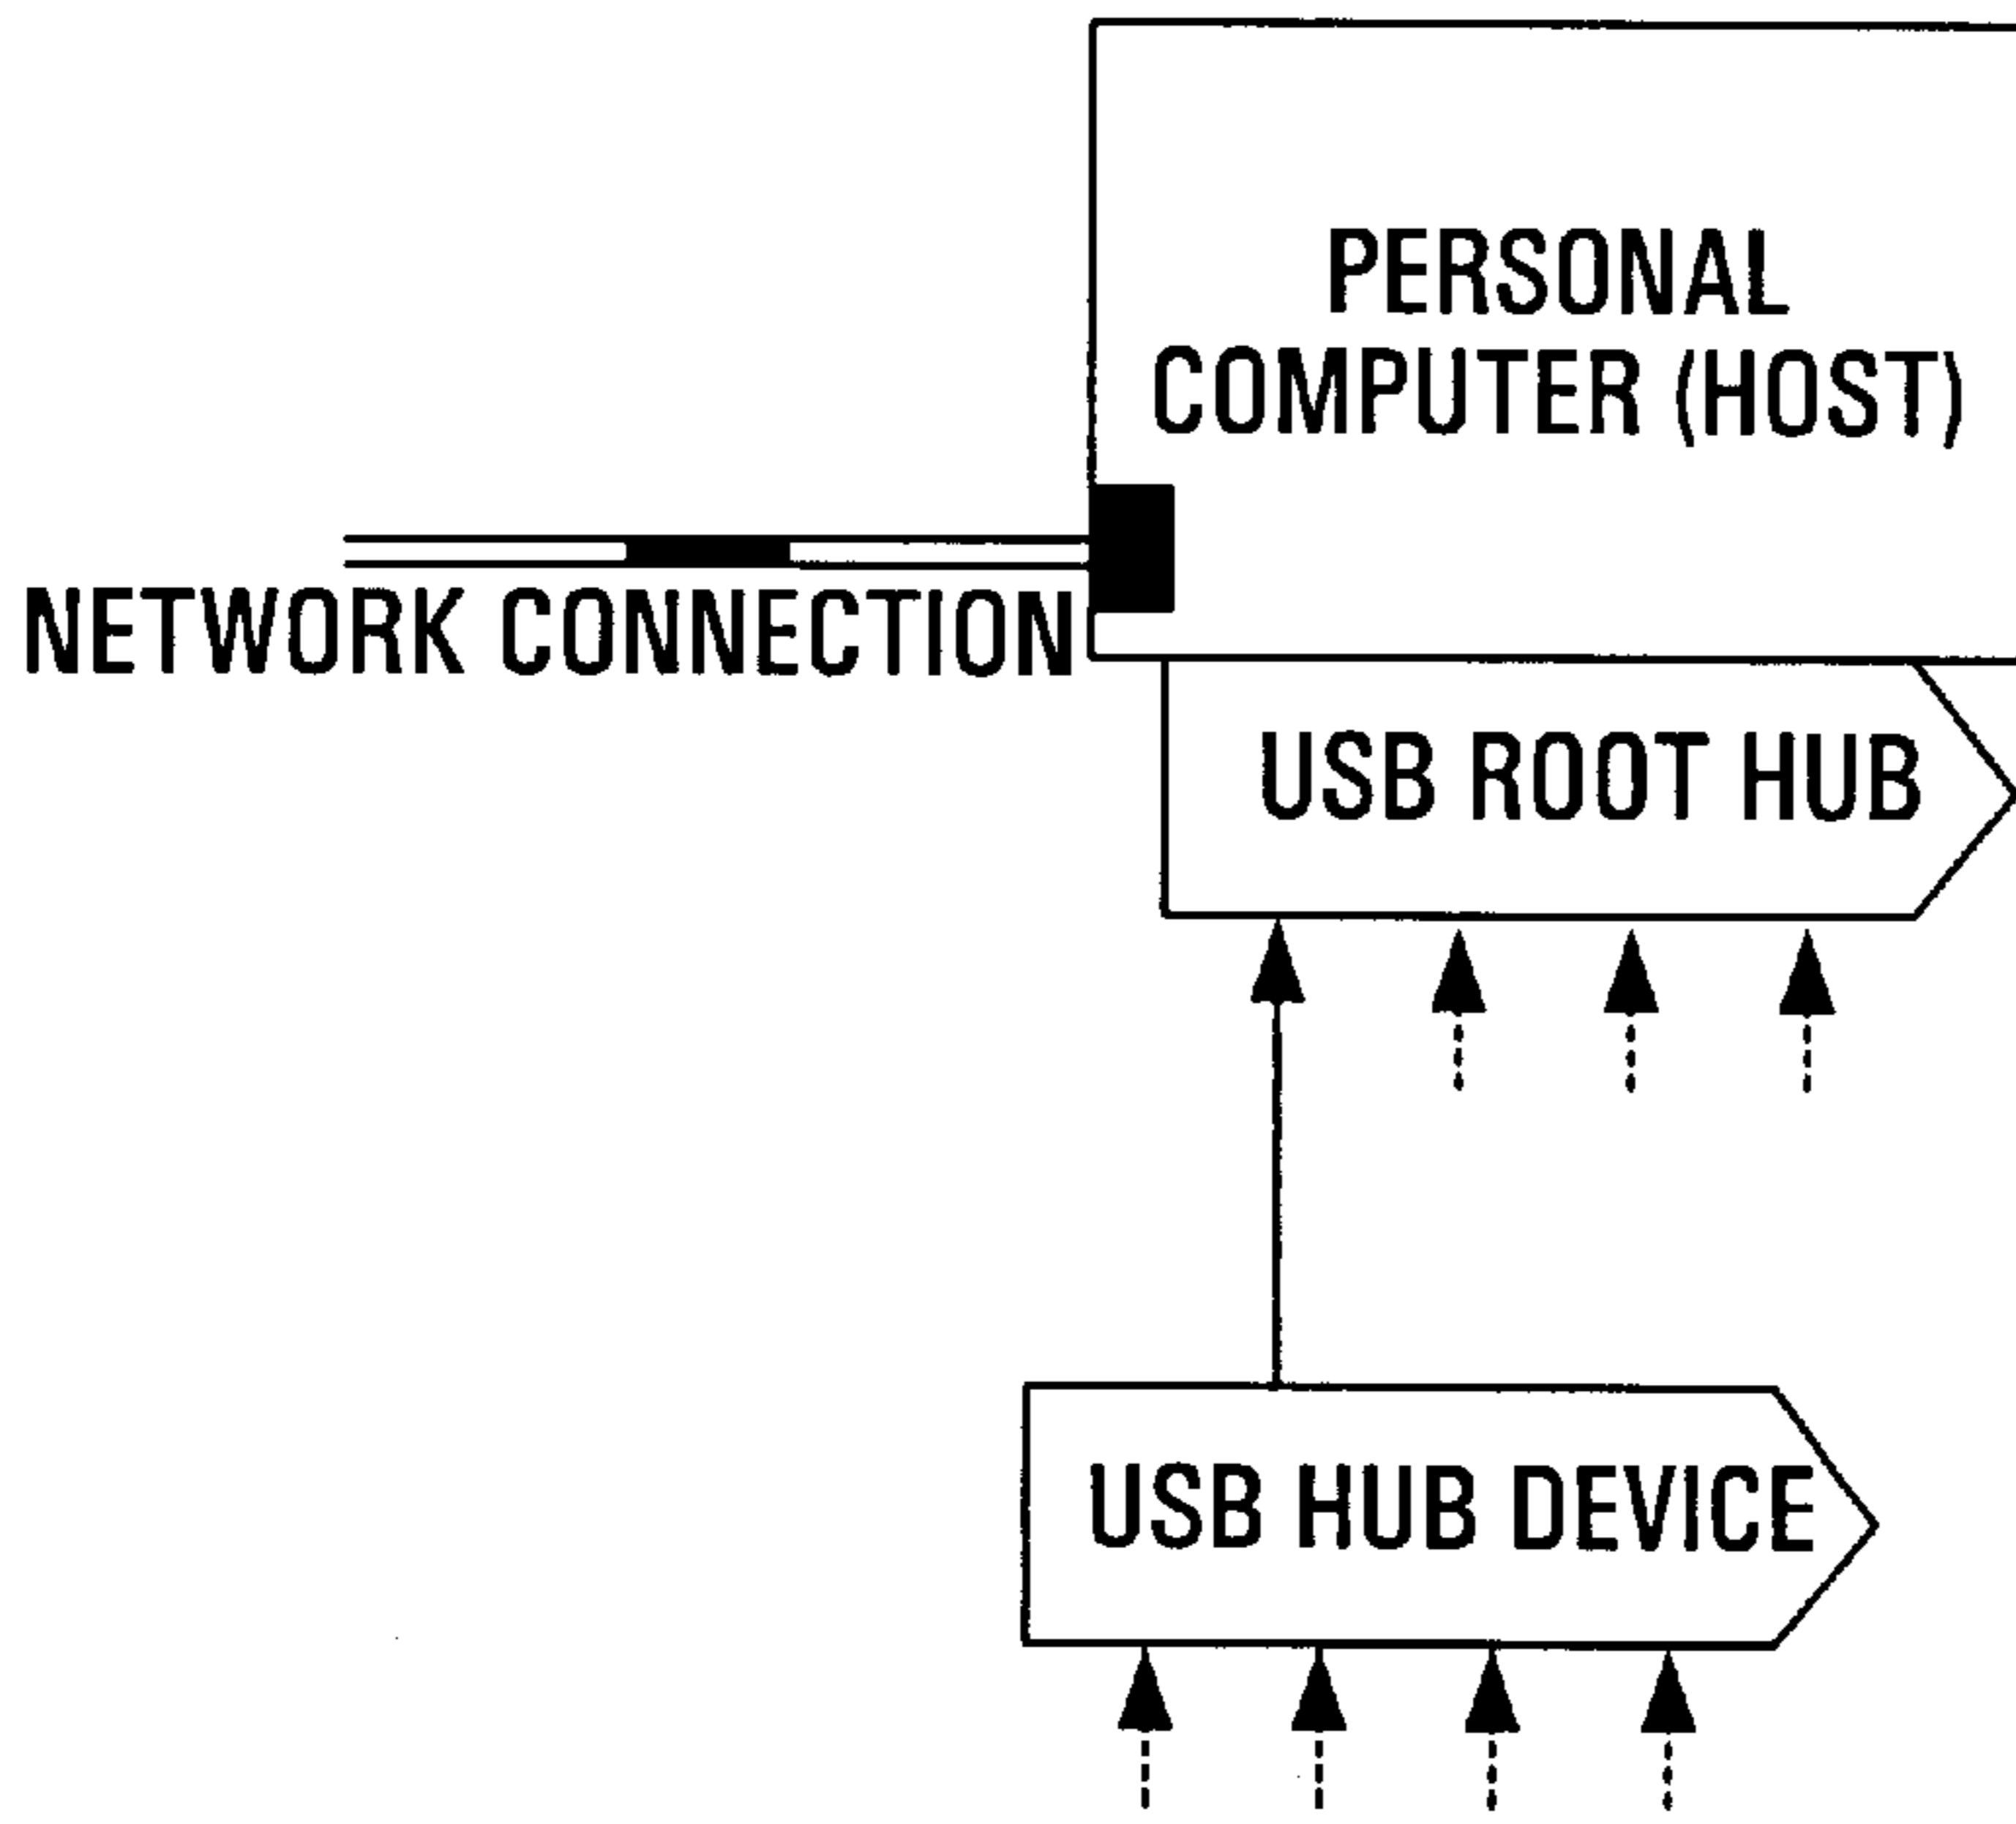 PERSONAL
COMPUTER (HOST)
NETWORK CONNECTION
USB ROOT HUB
USB HUB DEVICE